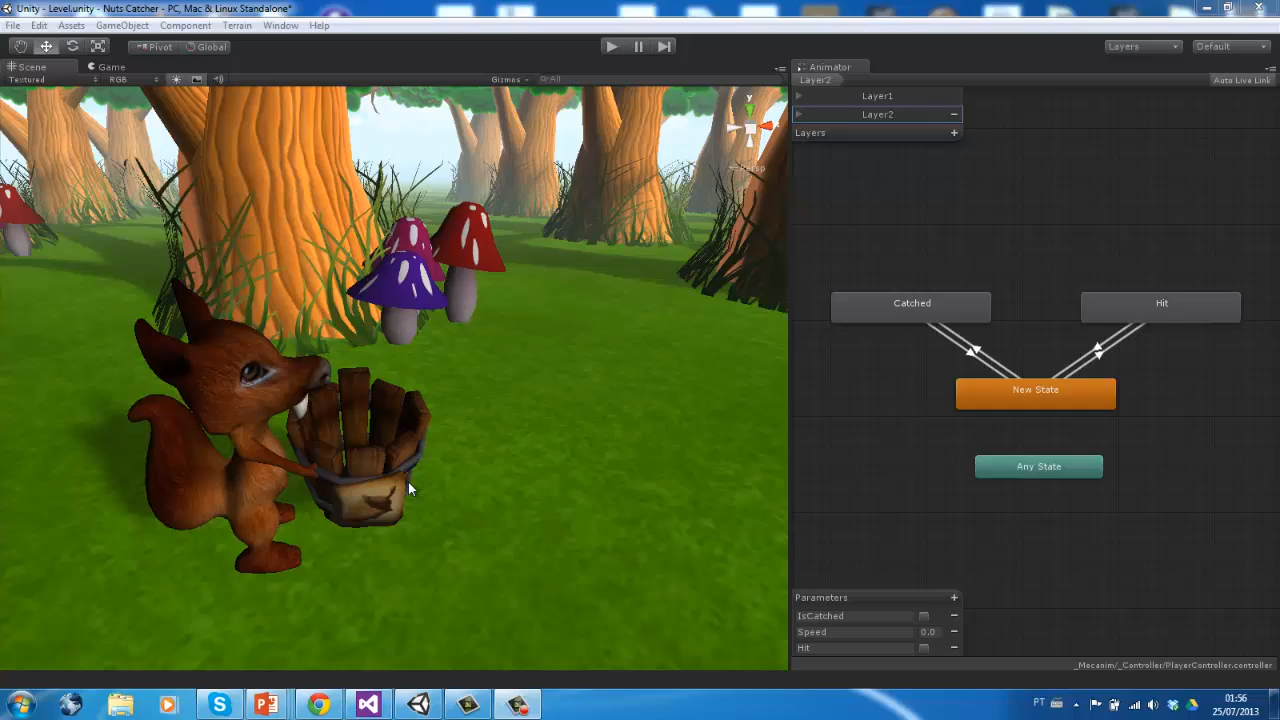 Unity - Level.unity - Nuts Catcher - PC, Mac & Linux Standalone*
File Edit Assets GameObject Component Terrain Window Help
Pivot Global Layers Default
Scene Game Animator
Textured RGB Gizmos All Layer2 Auto Live Link
Layer1
Layer2
Layers
y
Persp
Catched Hit
New State
Any State
Parameters
IsCatched
Speed 0.0
Hit
_Mecanim/_Controller/PlayerController.controller
PT 01:56
25/07/2013